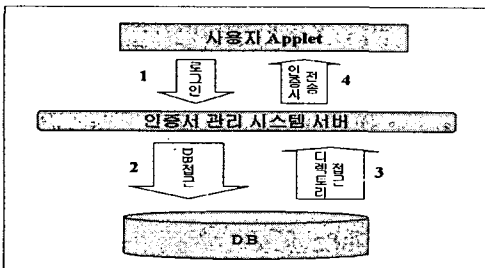 사용자 Applet
1
로그인
인증서
전송
4
인증서 관리 시스템 서버
2
DB접근
디렉토리
접근
3
DB